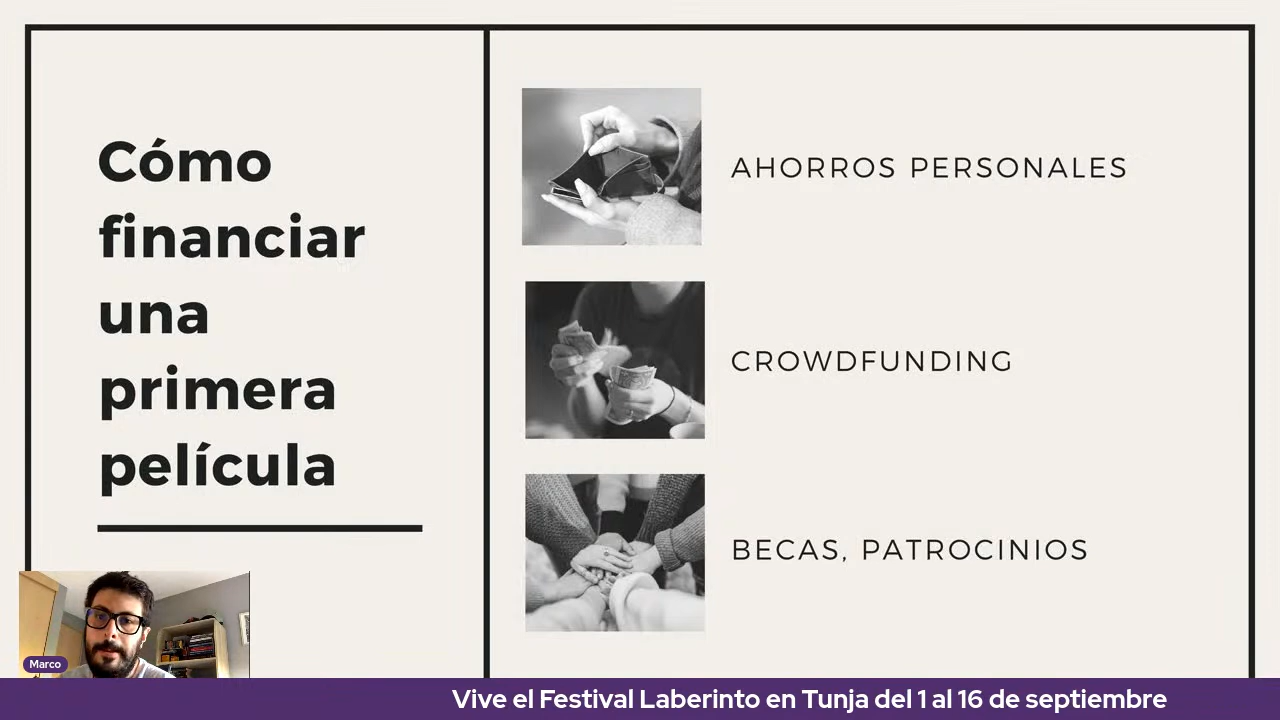 Cómo
financiar
una
primera
película
AHORROS PERSONALES
CROWDFUNDING
BECAS, PATROCINIOS
Marco
Vive el Festival Laberinto en Tunja del 1 al 16 de septiembre